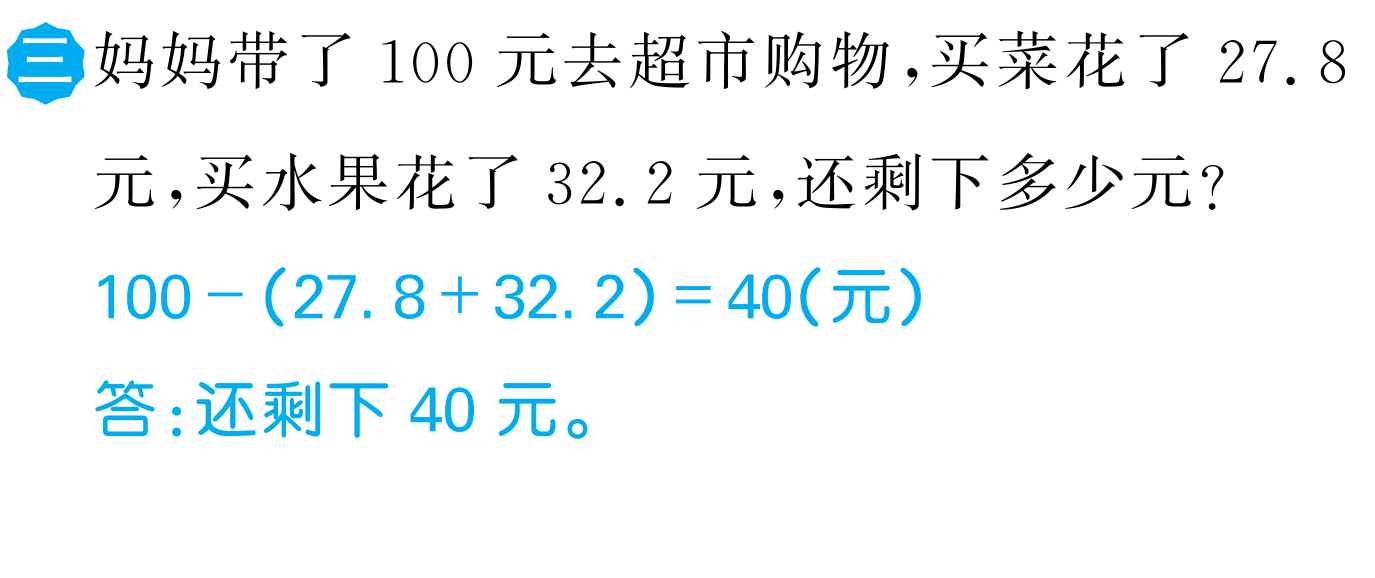 三 妈妈带了 100 元去超市购物,买菜花了 27.8
元,买水果花了 32.2 元,还剩下多少元?
100-(27.8+32.2)=40(元)
答:还剩下 40 元。